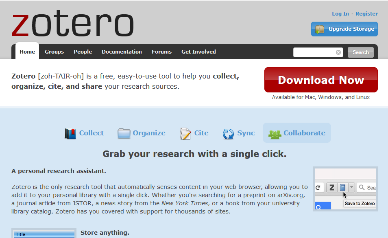 zotero
Log In · Register
Upgrade Storage
Home Groups People Documentation Forums Get Involved
Search
Zotero [zoh-TAIR-oh] is a free, easy-to-use tool to help you collect,
organize, cite, and share your research sources.
Download Now
Available for Mac, Windows, and Linux
Collect Organize Cite Sync Collaborate
Grab your research with a single click.
A personal research assistant.
Zotero is the only research tool that automatically senses content in your web browser, allowing you to
add it to your personal library with a single click. Whether you're searching for a preprint on arXiv.org,
a journal article from JSTOR, a news story from the New York Times, or a book from your university
library catalog, Zotero has you covered with support for thousands of sites.
Save to Zotero
Store anything.